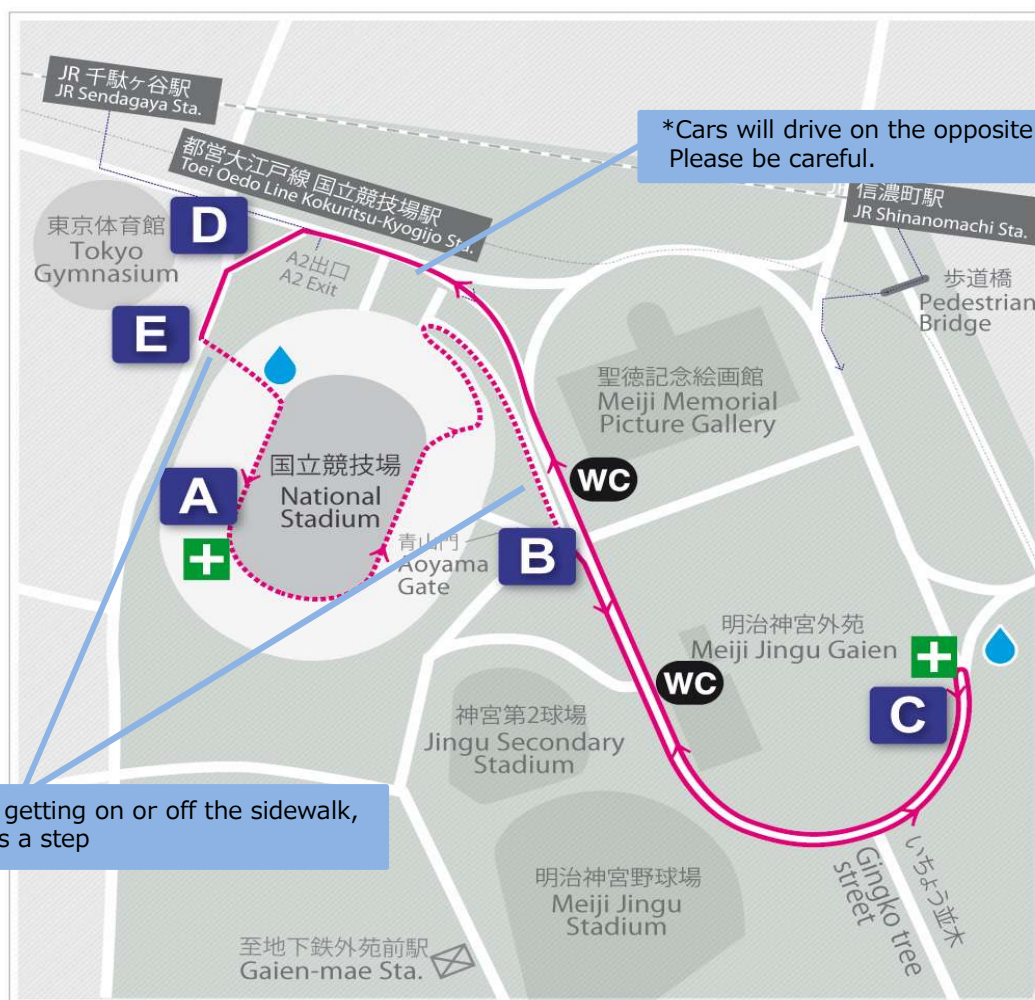 JR 千駄ヶ谷駅
JR Sendagaya Sta.
*Cars will drive on the opposite
Please be careful.
都営大江戸線 国立競技場駅
Toei Oedo Line Kokuritsu-Kyogijo Sta.
信濃町駅
JR Shinanomachi Sta.
東京体育館
Tokyo
Gymnasium
D
A2出口
A2 Exit
歩道橋
Pedestrian
Bridge
E
聖徳記念絵画館
Meiji Memorial
Picture Gallery
国立競技場
National
Stadium
A
WC
青山門
Aoyama
Gate
B
明治神宮外苑
Meiji Jingu Gaien
WC
C
神宮第2球場
Jingu Secondary
Stadium
getting on or off the sidewalk,
s a step
いちょう並木
Gingko tree
street
明治神宮野球場
Meiji Jingu
Stadium
至地下鉄外苑前駅
Gaien-mae Sta.